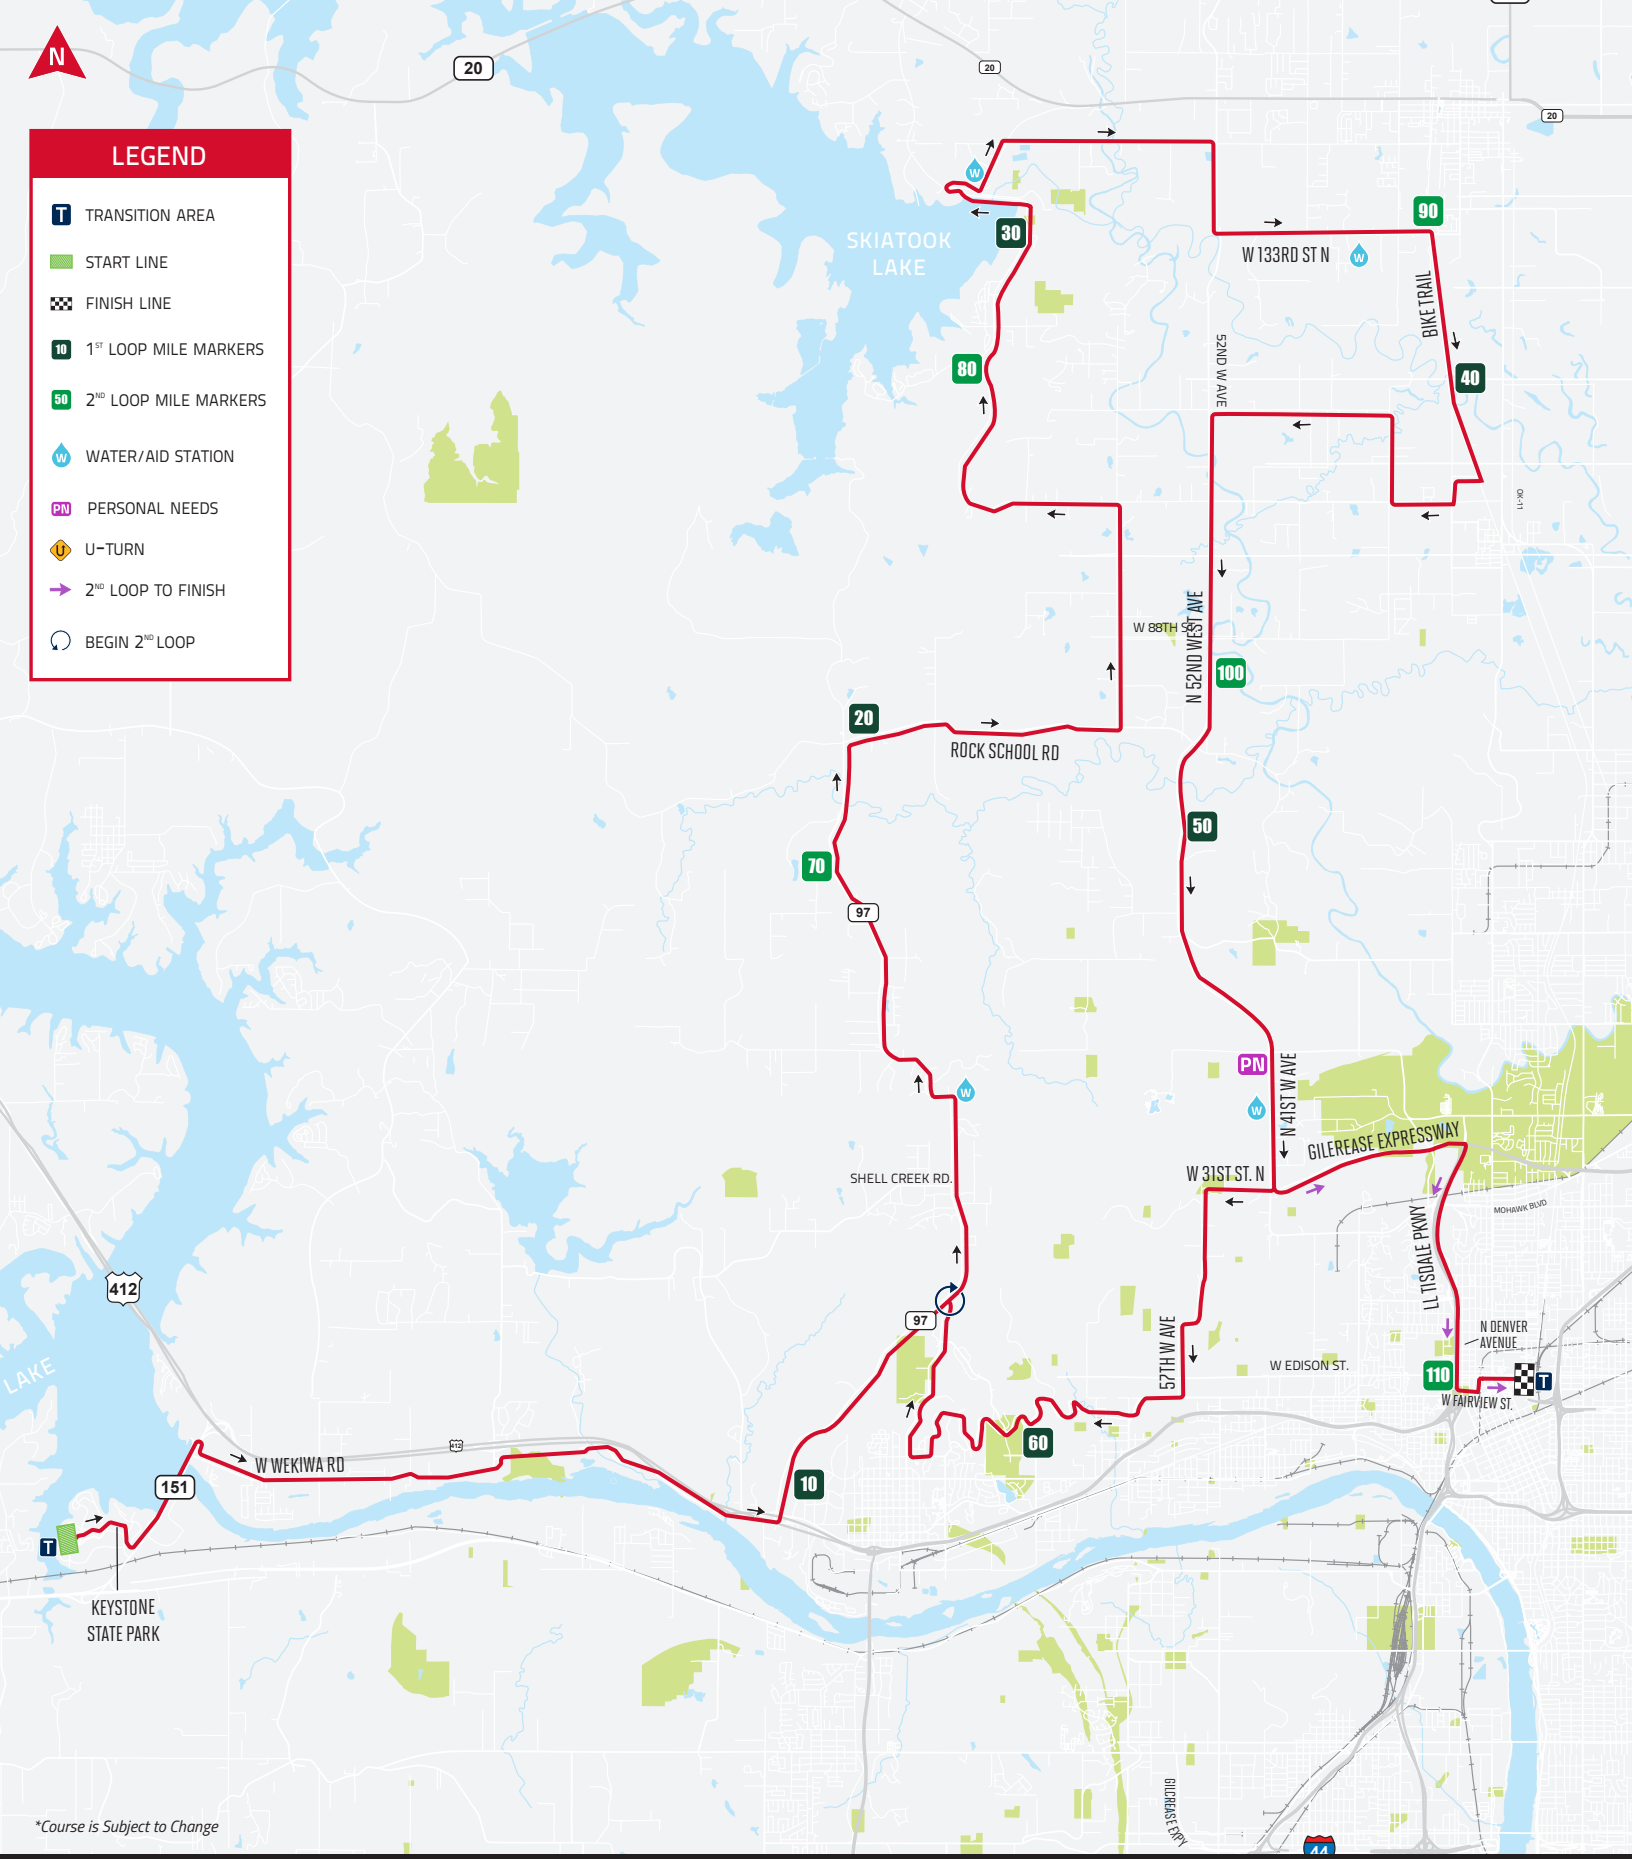 N
20
20
20
LEGEND
T TRANSITION AREA
START LINE
FINISH LINE
10 1ST LOOP MILE MARKERS
50 2ND LOOP MILE MARKERS
W WATER/AID STATION
PN PERSONAL NEEDS
U U-TURN
2ND LOOP TO FINISH
BEGIN 2ND LOOP
W
SKIATOOK
LAKE
30
90
W 133RD ST N
W
BIKE TRAIL
52ND W AVE
80
40
OK-11
W 88TH ST
N 52ND WEST AVE
100
20
ROCK SCHOOL RD
50
70
97
PN
W
W
N 41ST W AVE
GILEREASE EXPRESSWAY
SHELL CREEK RD.
W 31ST ST. N
MOHAWK BLVD
LL TISDALE PKWY
412
97
57TH W AVE
N DENVER
AVENUE
LAKE
W EDISON ST.
110
T
W FAIRVIEW ST.
60
412
W WEKIWA RD
151
10
T
KEYSTONE
STATE PARK
GILCREASE EXPY
*Course is Subject to Change
44